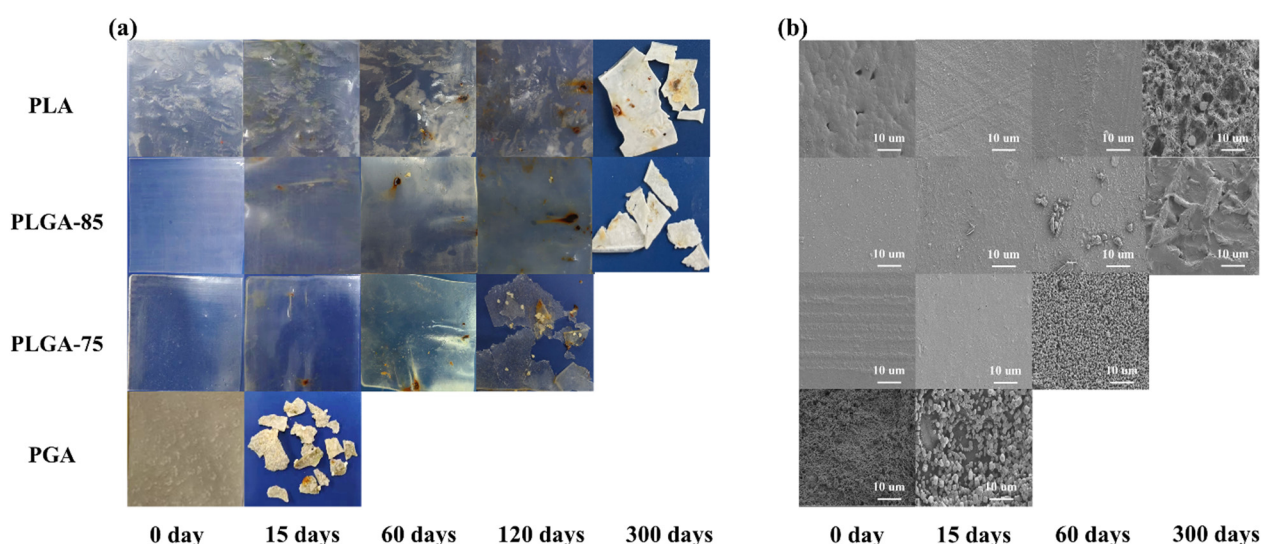 (a)
(b)
PLA
10 um 10 um 10 um 10 um
PLGA-85
10 um 10 um 10 um 10 um
PLGA-75
10 um 10 um 10 um
PGA
10 um 10 um
0 day 15 days 60 days 120 days 300 days
0 day 15 days 60 days 300 days